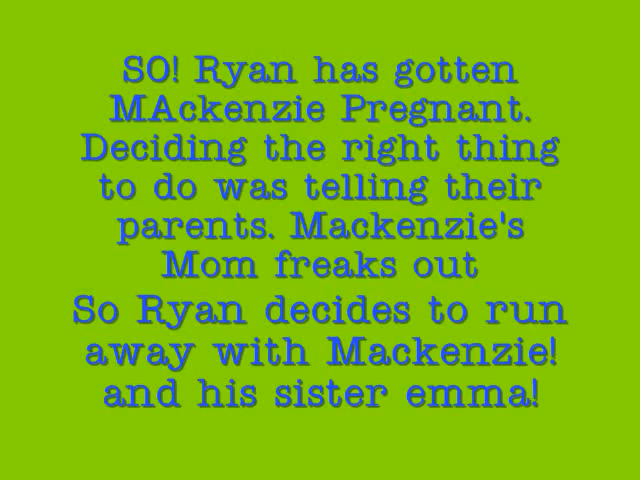 SO! Ryan has gotten
MAckenzie Pregnant.
Deciding the right thing
to do was telling their
parents. Mackenzie's
Mom freaks out
So Ryan decides to run
away with Mackenzie!
and his sister emma!